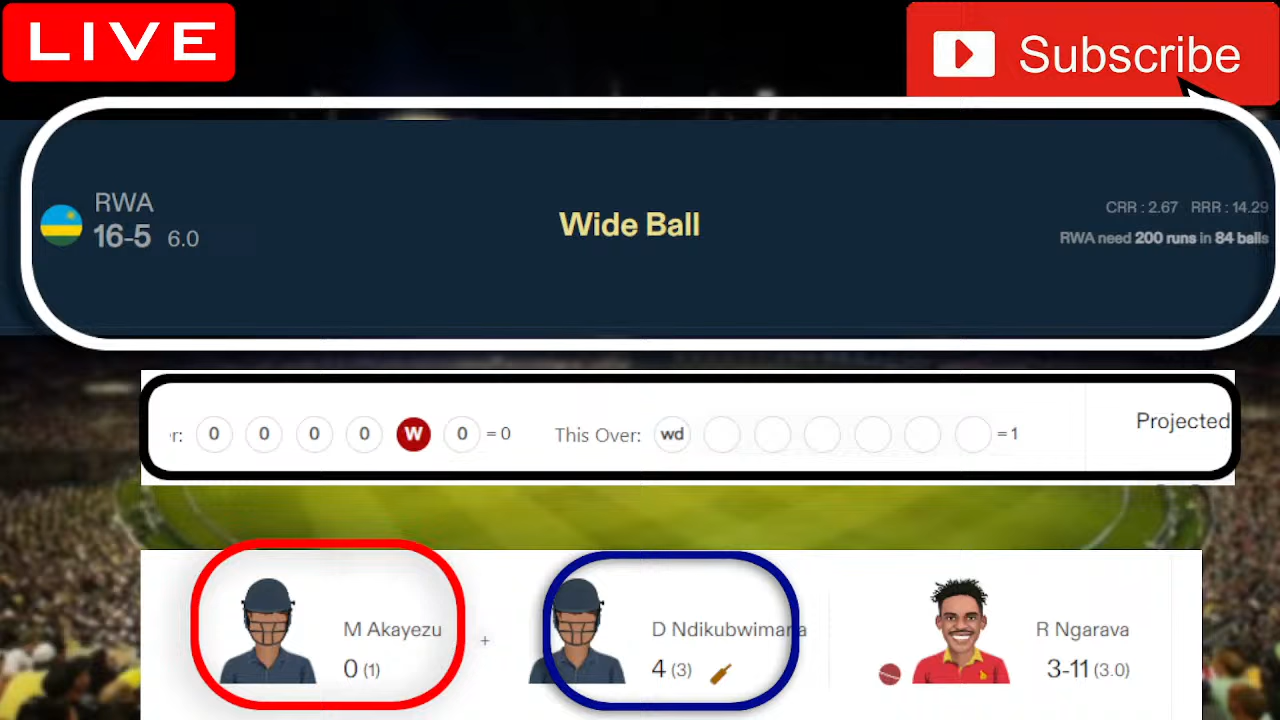 LIVE
Subscribe
RWA
16-5 6.0
Wide Ball
CRR : 2.67 RRR : 14.29
RWA need 200 runs in 84 balls
r: 0 0 0 0 W 0 = 0 This Over: wd = 1
Projected
M Akayezu
0 (1)
+
D Ndikubwimana
4 (3)
R Ngarava
3-11 (3.0)